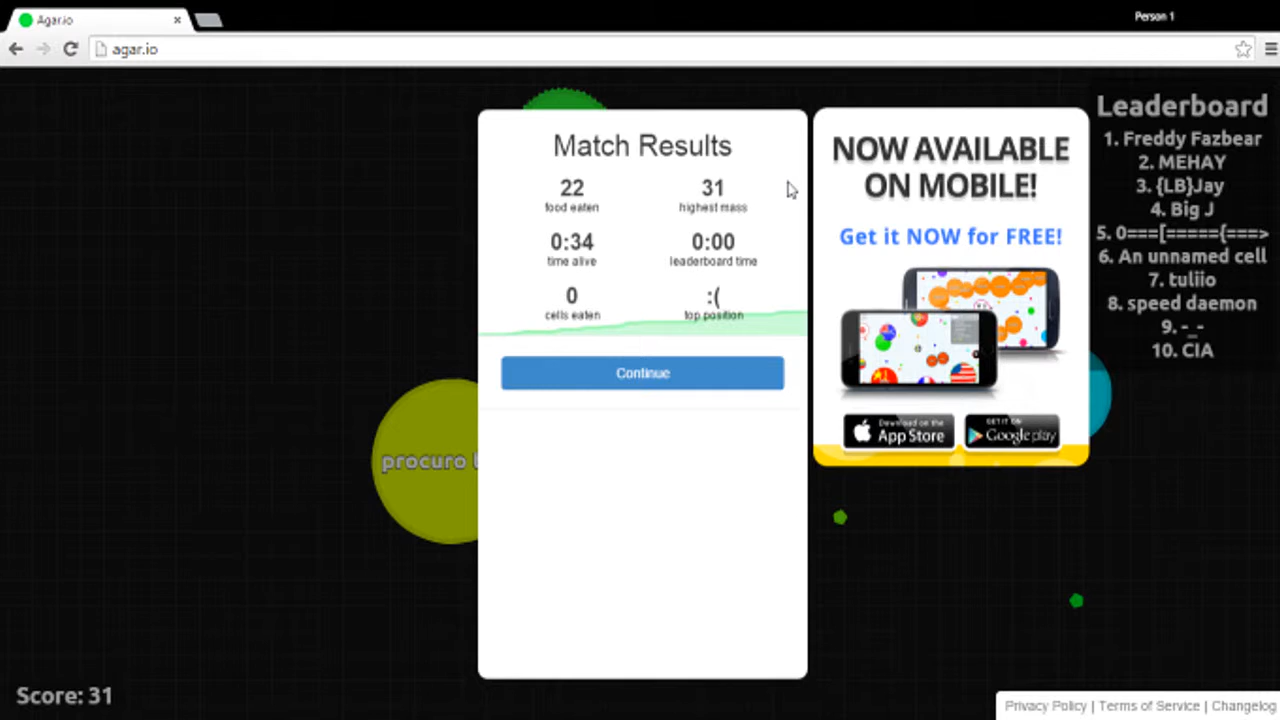 Agar.io
Person 1
agar.io
Match Results
22
food eaten
31
highest mass
0:34
time alive
0:00
leaderboard time
0
cells eaten
:(
top position
Continue
NOW AVAILABLE
ON MOBILE!
Get it NOW for FREE!
Download on the
App Store
GET IT ON
Google play
Leaderboard
1. Freddy Fazbear
2. MEHAY
3. {LB}Jay
4. Big J
5. 0===[====={===>
6. An unnamed cell
7. tuliio
8. speed daemon
9. -_-
10. CIA
procuro
Score: 31
Privacy Policy | Terms of Service | Changelog